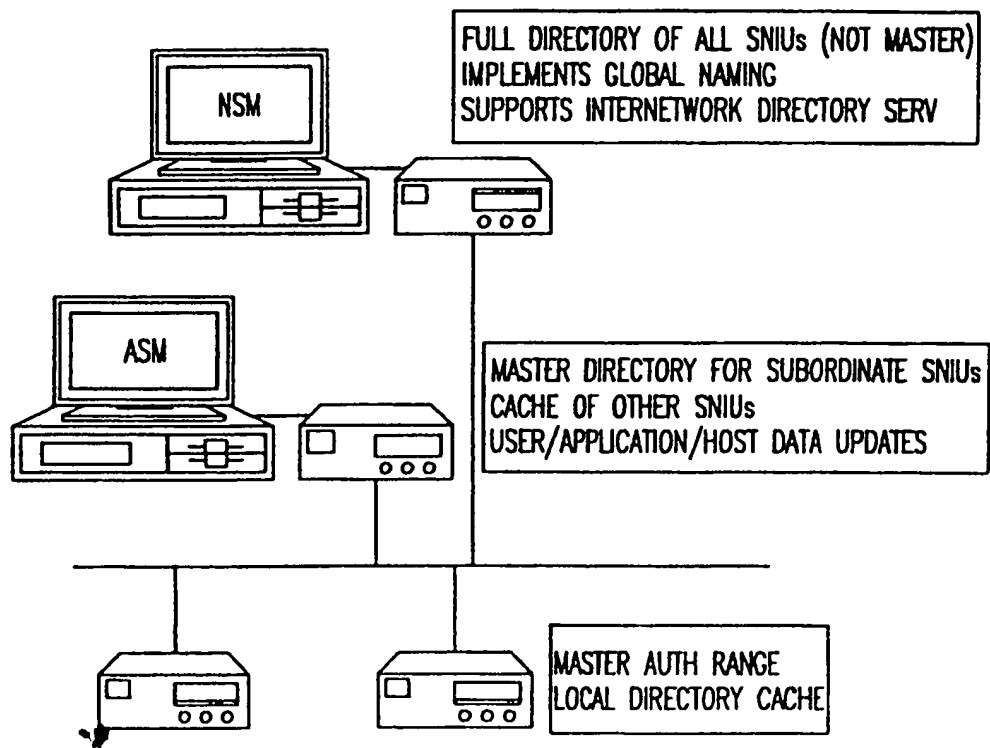 FULL DIRECTORY OF ALL SNIUs (NOT MASTER)
IMPLEMENTS GLOBAL NAMING
SUPPORTS INTERNETWORK DIRECTORY SERV
NSM
ASM
MASTER DIRECTORY FOR SUBORDINATE SNIUs
CACHE OF OTHER SNIUs
USER/APPLICATION/HOST DATA UPDATES
MASTER AUTH RANGE
LOCAL DIRECTORY CACHE